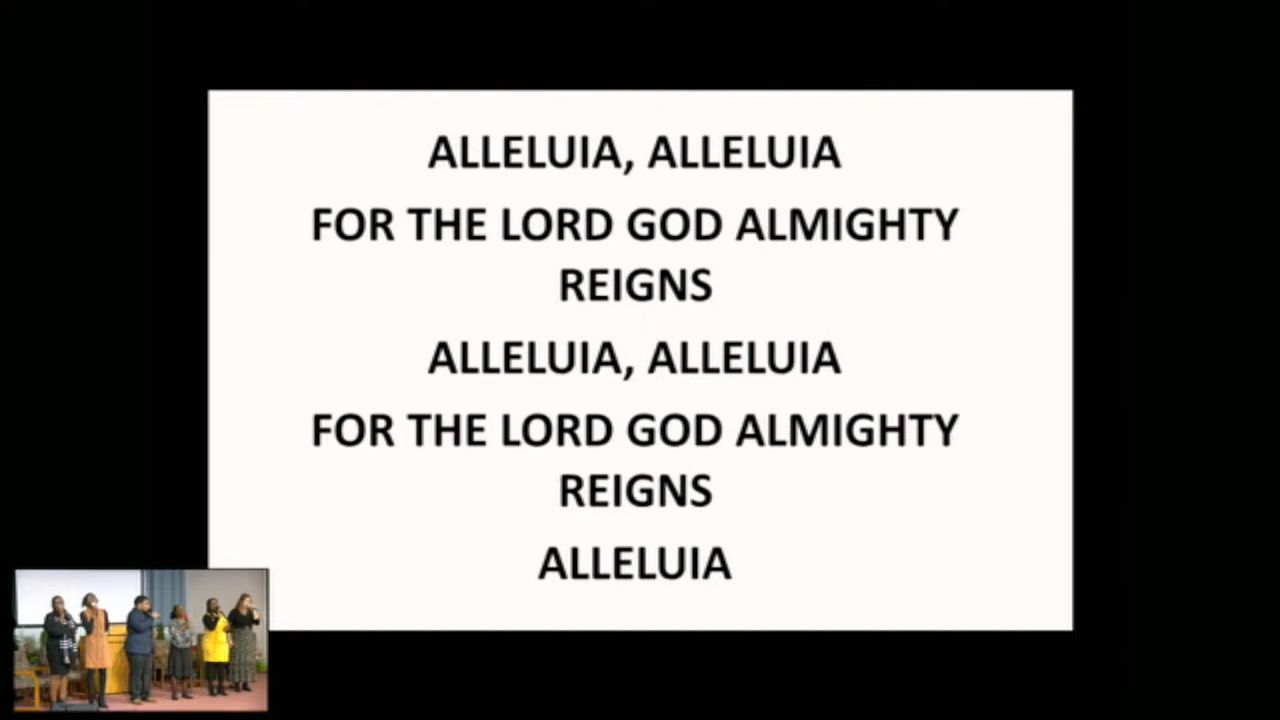 ALLELUIA, ALLELUIA
FOR THE LORD GOD ALMIGHTY
REIGNS
ALLELUIA, ALLELUIA
FOR THE LORD GOD ALMIGHTY
REIGNS
ALLELUIA